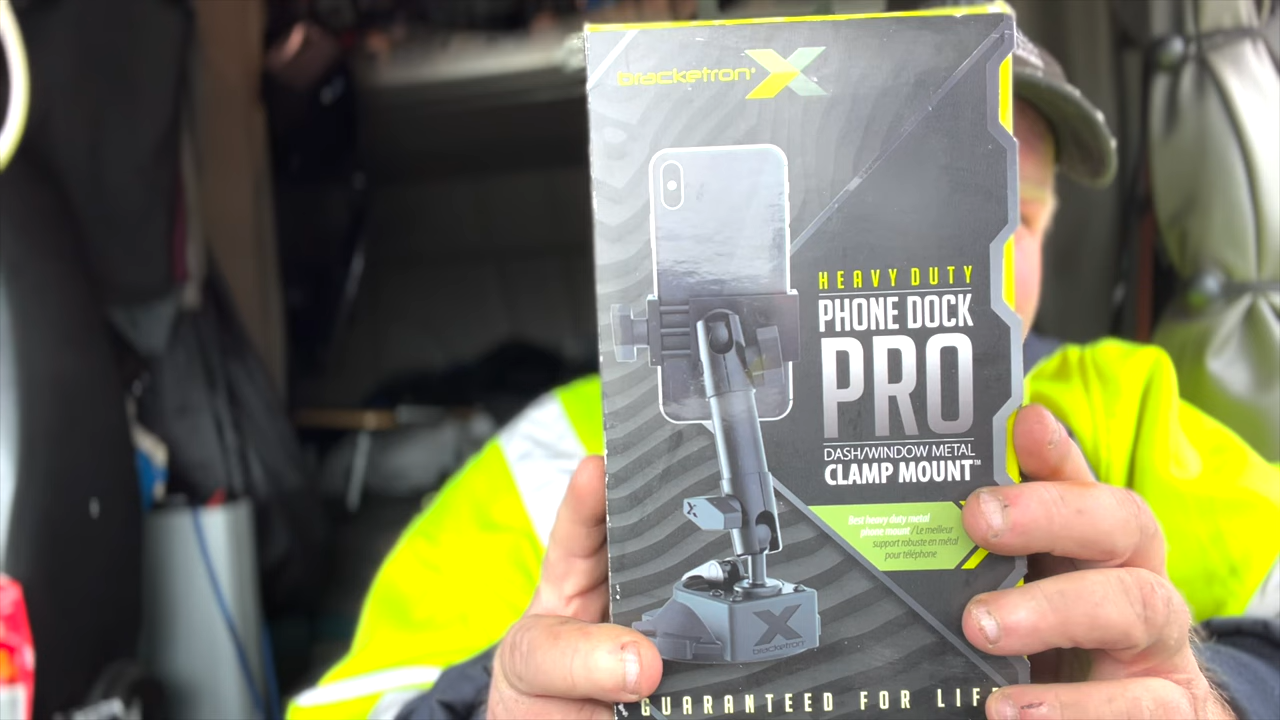 bracketron® X
HEAVY DUTY
PHONE DOCK
PRO
DASH/WINDOW METAL
CLAMP MOUNT™
Best heavy duty metal
phone mount / Le meilleur
support robuste en métal
pour téléphone
X
X
bracketron
GUARANTEED FOR LIF